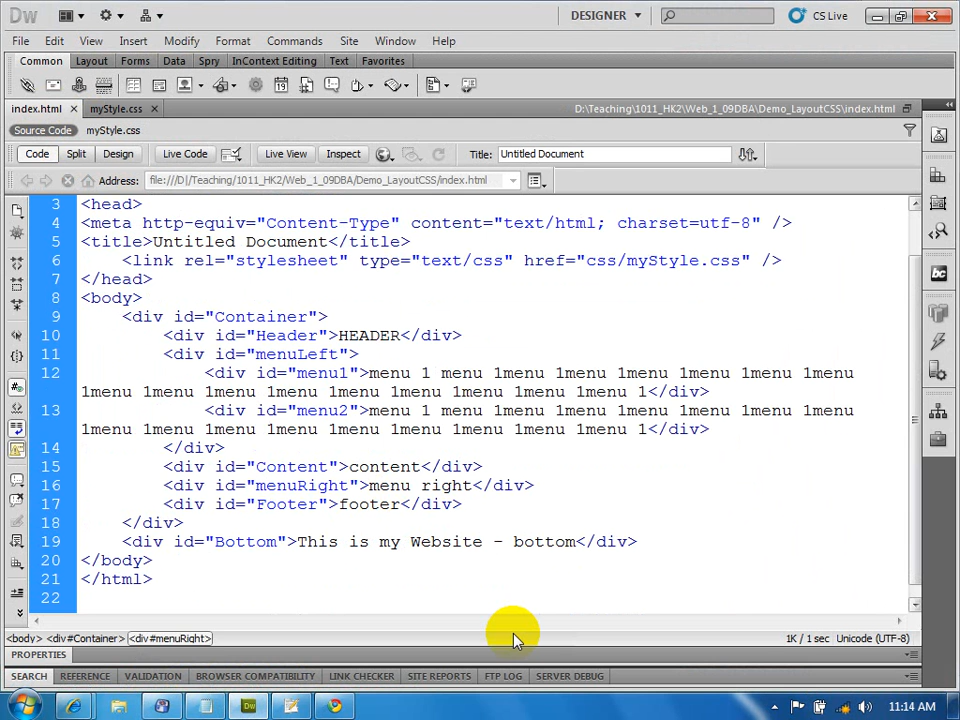 Dw
DESIGNER
CS Live
File Edit View Insert Modify Format Commands Site Window Help
Common Layout Forms Data Spry InContext Editing Text Favorites
19
index.html × myStyle.css × D:\Teaching\1011_HK2\Web_1_09DBA\Demo_LayoutCSS\index.html
Source Code myStyle.css
Code Split Design Live Code Live View Inspect Title: Untitled Document
Address: file:///D|/Teaching/1011_HK2/Web_1_09DBA/Demo_LayoutCSS/index.html
3 <head>
4 <meta http-equiv="Content-Type" content="text/html; charset=utf-8" />
5 <title>Untitled Document</title>
6 <link rel="stylesheet" type="text/css" href="css/myStyle.css" />
7 </head>
8 <body>
9 <div id="Container">
10 <div id="Header">HEADER</div>
11 <div id="menuLeft">
12 <div id="menu1">menu 1 menu 1menu 1menu 1menu 1menu 1menu 1menu
1menu 1menu 1menu 1menu 1menu 1menu 1menu 1menu 1menu 1</div>
13 <div id="menu2">menu 1 menu 1menu 1menu 1menu 1menu 1menu 1menu
1menu 1menu 1menu 1menu 1menu 1menu 1menu 1menu 1menu 1</div>
14 </div>
15 <div id="Content">content</div>
16 <div id="menuRight">menu right</div>
17 <div id="Footer">footer</div>
18 </div>
19 <div id="Bottom">This is my Website - bottom</div>
20 </body>
21 </html>
22
bc
<body> <div#Container> <div#menuRight> 1K / 1 sec Unicode (UTF-8)
PROPERTIES
SEARCH REFERENCE VALIDATION BROWSER COMPATIBILITY LINK CHECKER SITE REPORTS FTP LOG SERVER DEBUG
Dw
11:14 AM